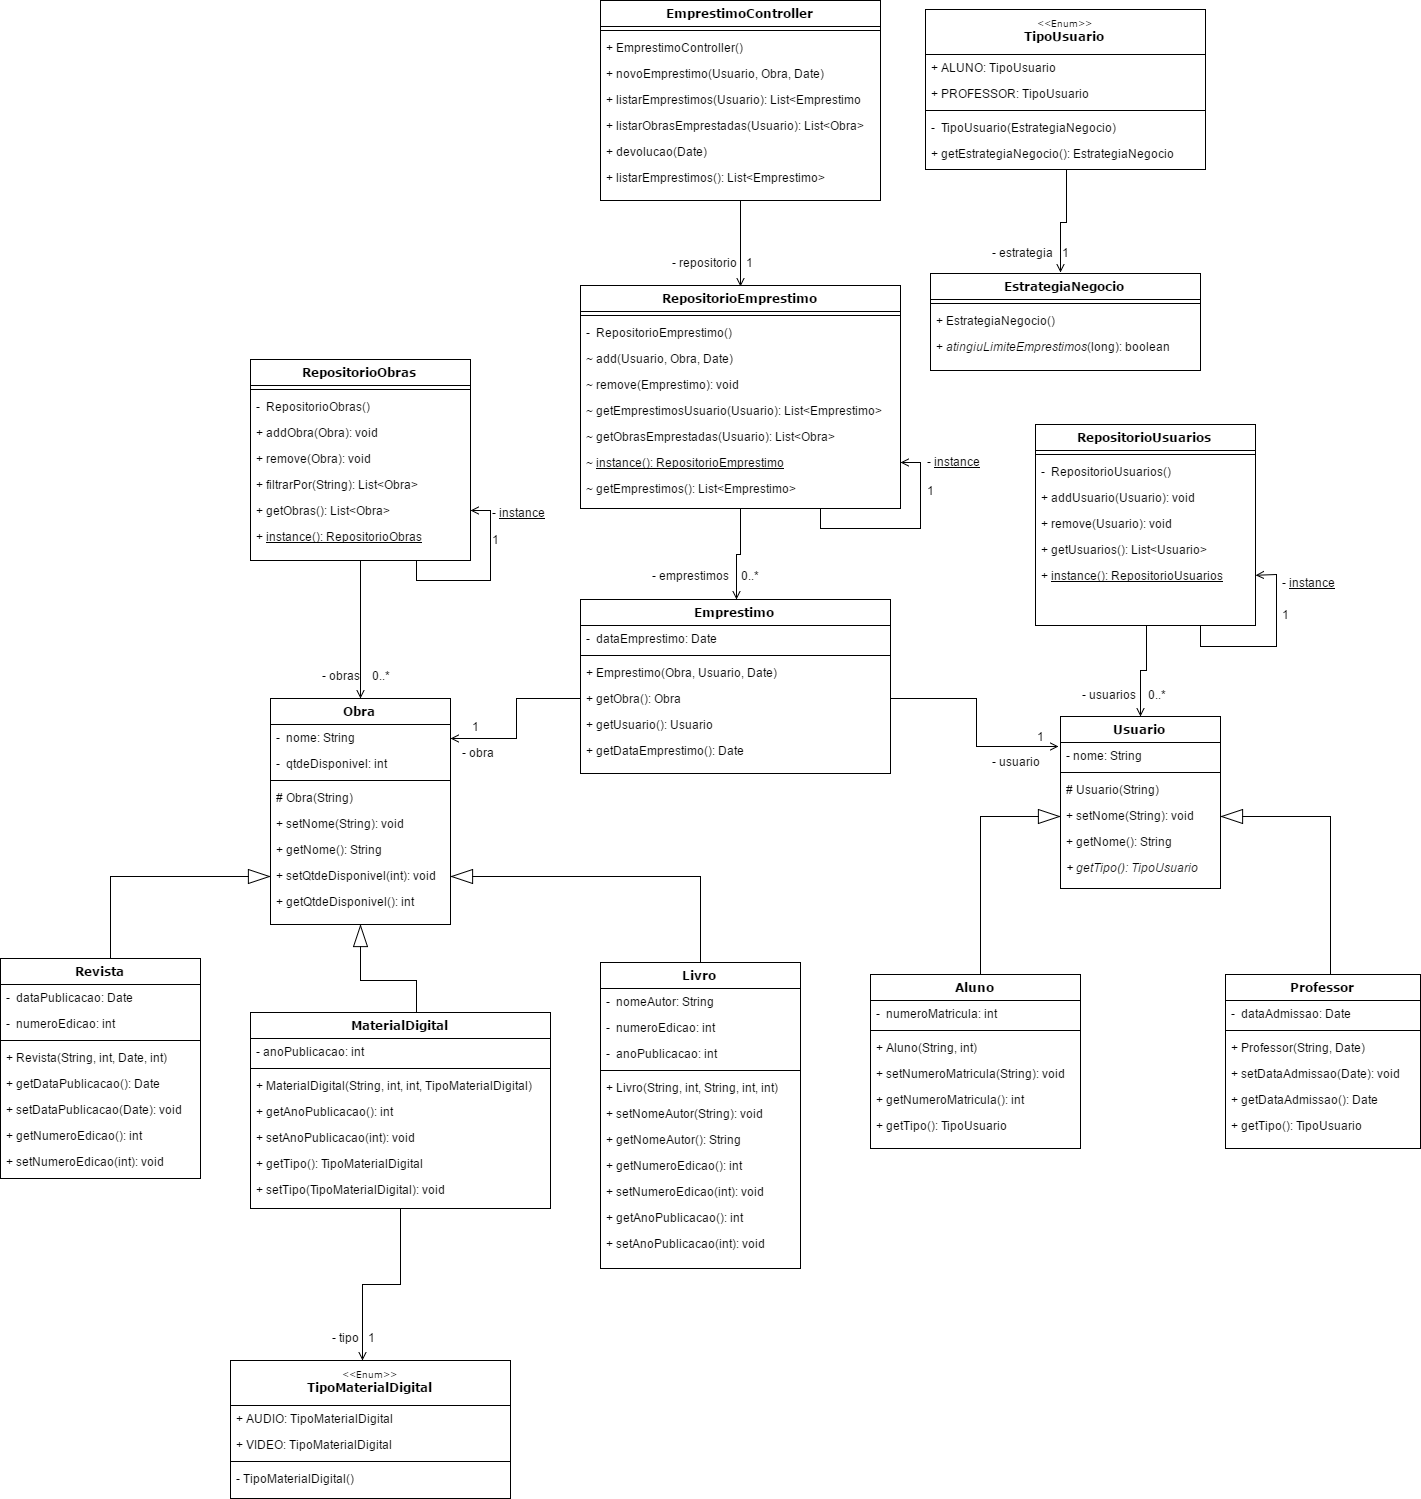 EmprestimoController
+ EmprestimoController()
+ novoEmprestimo(Usuario, Obra, Date)
+ listarEmprestimos(Usuario): List<Emprestimo
+ listarObrasEmprestadas(Usuario): List<Obra>
+ devolucao(Date)
+ listarEmprestimos(): List<Emprestimo>
<<Enum>>
TipoUsuario
+ ALUNO: TipoUsuario
+ PROFESSOR: TipoUsuario
- TipoUsuario(EstrategiaNegocio)
+ getEstrategiaNegocio(): EstrategiaNegocio
- repositorio 1
- estrategia 1
EstrategiaNegocio
+ EstrategiaNegocio()
+ atingiuLimiteEmprestimos(long): boolean
RepositorioEmprestimo
- RepositorioEmprestimo()
~ add(Usuario, Obra, Date)
~ remove(Emprestimo): void
~ getEmprestimosUsuario(Usuario): List<Emprestimo>
~ getObrasEmprestadas(Usuario): List<Obra>
~ instance(): RepositorioEmprestimo
~ getEmprestimos(): List<Emprestimo>
- instance
1
RepositorioObras
- RepositorioObras()
+ addObra(Obra): void
+ remove(Obra): void
+ filtrarPor(String): List<Obra>
+ getObras(): List<Obra>
+ instance(): RepositorioObras
- instance
1
RepositorioUsuarios
- RepositorioUsuarios()
+ addUsuario(Usuario): void
+ remove(Usuario): void
+ getUsuarios(): List<Usuario>
+ instance(): RepositorioUsuarios
- instance
1
- emprestimos 0..*
Emprestimo
- dataEmprestimo: Date
+ Emprestimo(Obra, Usuario, Date)
+ getObra(): Obra
+ getUsuario(): Usuario
+ getDataEmprestimo(): Date
- obras 0..*
- usuarios 0..*
1
- obra
1
- usuario
Obra
- nome: String
- qtdeDisponivel: int
# Obra(String)
+ setNome(String): void
+ getNome(): String
+ setQtdeDisponivel(int): void
+ getQtdeDisponivel(): int
Usuario
- nome: String
# Usuario(String)
+ setNome(String): void
+ getNome(): String
+ getTipo(): TipoUsuario
Revista
- dataPublicacao: Date
- numeroEdicao: int
+ Revista(String, int, Date, int)
+ getDataPublicacao(): Date
+ setDataPublicacao(Date): void
+ getNumeroEdicao(): int
+ setNumeroEdicao(int): void
MaterialDigital
- anoPublicacao: int
+ MaterialDigital(String, int, int, TipoMaterialDigital)
+ getAnoPublicacao(): int
+ setAnoPublicacao(int): void
+ getTipo(): TipoMaterialDigital
+ setTipo(TipoMaterialDigital): void
Livro
- nomeAutor: String
- numeroEdicao: int
- anoPublicacao: int
+ Livro(String, int, String, int, int)
+ setNomeAutor(String): void
+ getNomeAutor(): String
+ getNumeroEdicao(): int
+ setNumeroEdicao(int): void
+ getAnoPublicacao(): int
+ setAnoPublicacao(int): void
Aluno
- numeroMatricula: int
+ Aluno(String, int)
+ setNumeroMatricula(String): void
+ getNumeroMatricula(): int
+ getTipo(): TipoUsuario
Professor
- dataAdmissao: Date
+ Professor(String, Date)
+ setDataAdmissao(Date): void
+ getDataAdmissao(): Date
+ getTipo(): TipoUsuario
- tipo 1
<<Enum>>
TipoMaterialDigital
+ AUDIO: TipoMaterialDigital
+ VIDEO: TipoMaterialDigital
- TipoMaterialDigital()